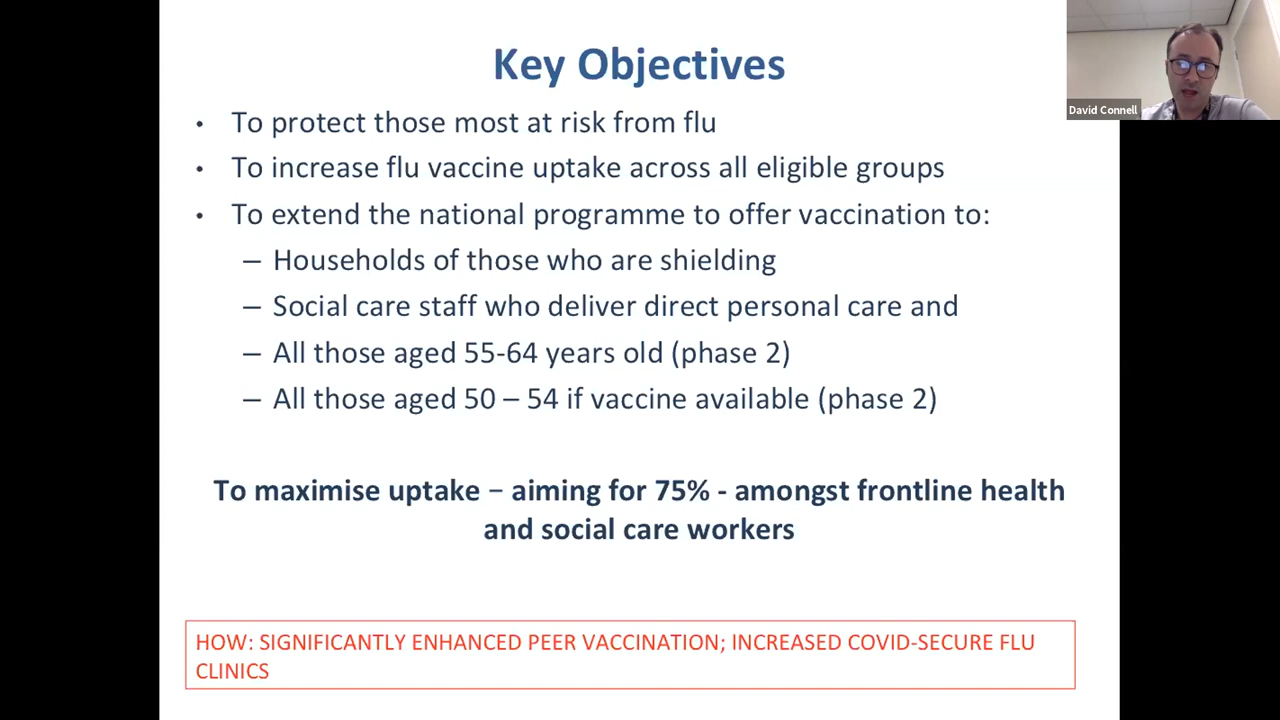 Key Objectives
David Connell
• To protect those most at risk from flu
• To increase flu vaccine uptake across all eligible groups
• To extend the national programme to offer vaccination to:
– Households of those who are shielding
– Social care staff who deliver direct personal care and
– All those aged 55-64 years old (phase 2)
– All those aged 50 – 54 if vaccine available (phase 2)
To maximise uptake – aiming for 75% - amongst frontline health
and social care workers
HOW: SIGNIFICANTLY ENHANCED PEER VACCINATION; INCREASED COVID-SECURE FLU
CLINICS